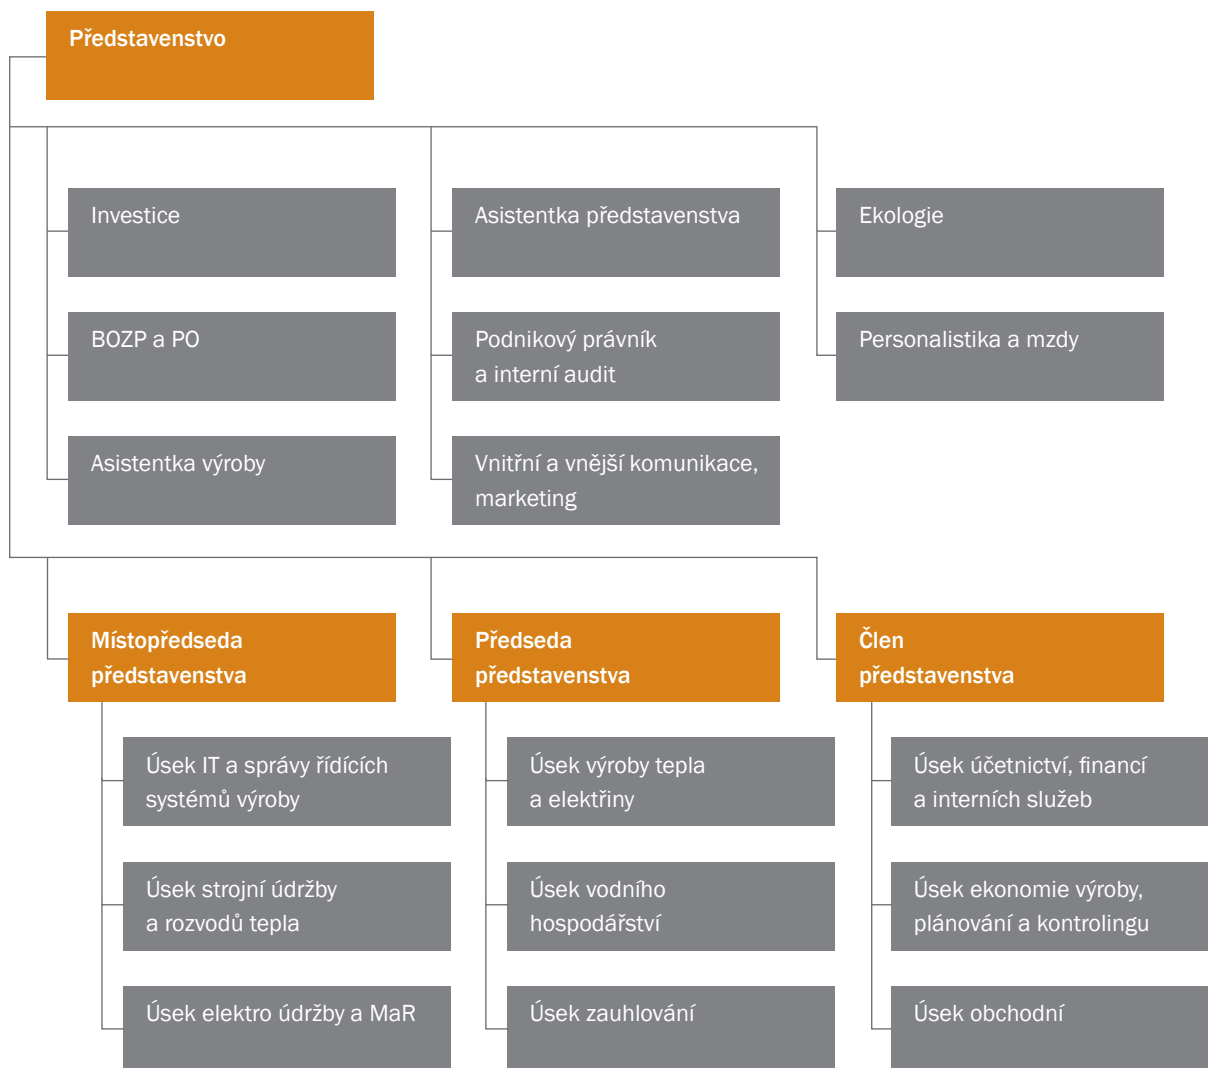 Představenstvo
Investice
Asistentka představenstva
Ekologie
BOZP a PO
Podnikový právník
a interní audit
Personalistika a mzdy
Asistentka výroby
Vnitřní a vnější komunikace,
marketing
Místopředseda
představenstva
Předseda
představenstva
Člen
představenstva
Úsek IT a správy řídících
systémů výroby
Úsek výroby tepla
a elektřiny
Úsek účetnictví, financí
a interních služeb
Úsek strojní údržby
a rozvodů tepla
Úsek vodního
hospodářství
Úsek ekonomie výroby,
plánování a kontrolingu
Úsek elektro údržby a MaR
Úsek zauhlování
Úsek obchodní